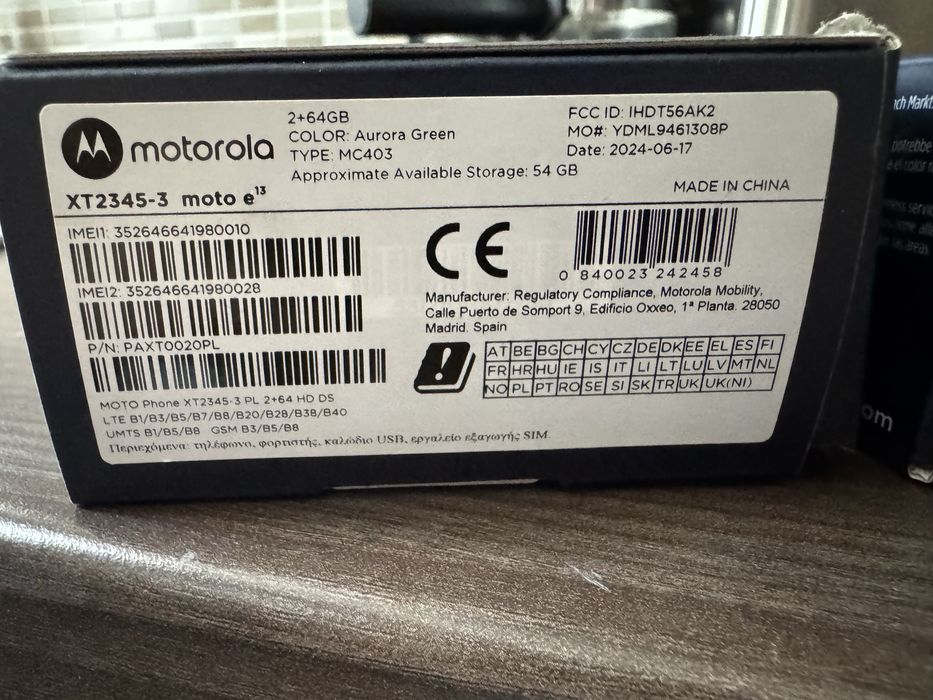 motorola
2+64GB
COLOR: Aurora Green
TYPE: MC403
Approximate Available Storage: 54 GB
FCC ID: IHDT56AK2
MO#: YDML9461308P
Date: 2024-06-17
XT2345-3 moto e13
MADE IN CHINA
IMEI1: 352646641980010
IMEI2: 352646641980028
P/N: PAXT0020PL
MOTO Phone XT2345-3 PL 2+64 HD DS
LTE B1/B3/B5/B7/B8/B20/B28/B38/B40
UMTS B1/B5/B8 GSM B3/B5/B8
Περιεχόμενα: τηλέφωνο, φορτιστής, καλώδιο USB, εργαλείο εξαγωγής SIM
CE
0 840023 242458
Manufacturer: Regulatory Compliance, Motorola Mobility,
Calle Puerto de Somport 9, Edificio Oxxeo, 1ª Planta. 28050
Madrid. Spain
AT BE BG CH CY CZ DE DK EE EL ES FI
FR HR HU IE IS IT LI LT LU LV MT NL
NO PL PT RO SE SI SK TR UK UK(NI)
om